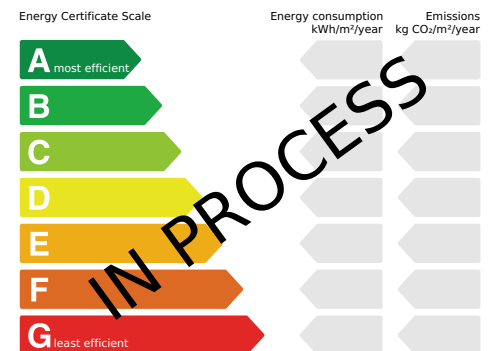 Energy Certificate Scale
Energy consumption
kWh/m²/year
Emissions
kg CO₂/m²/year
A most efficient
B
C
D
E
F
G least efficient
IN PROCESS